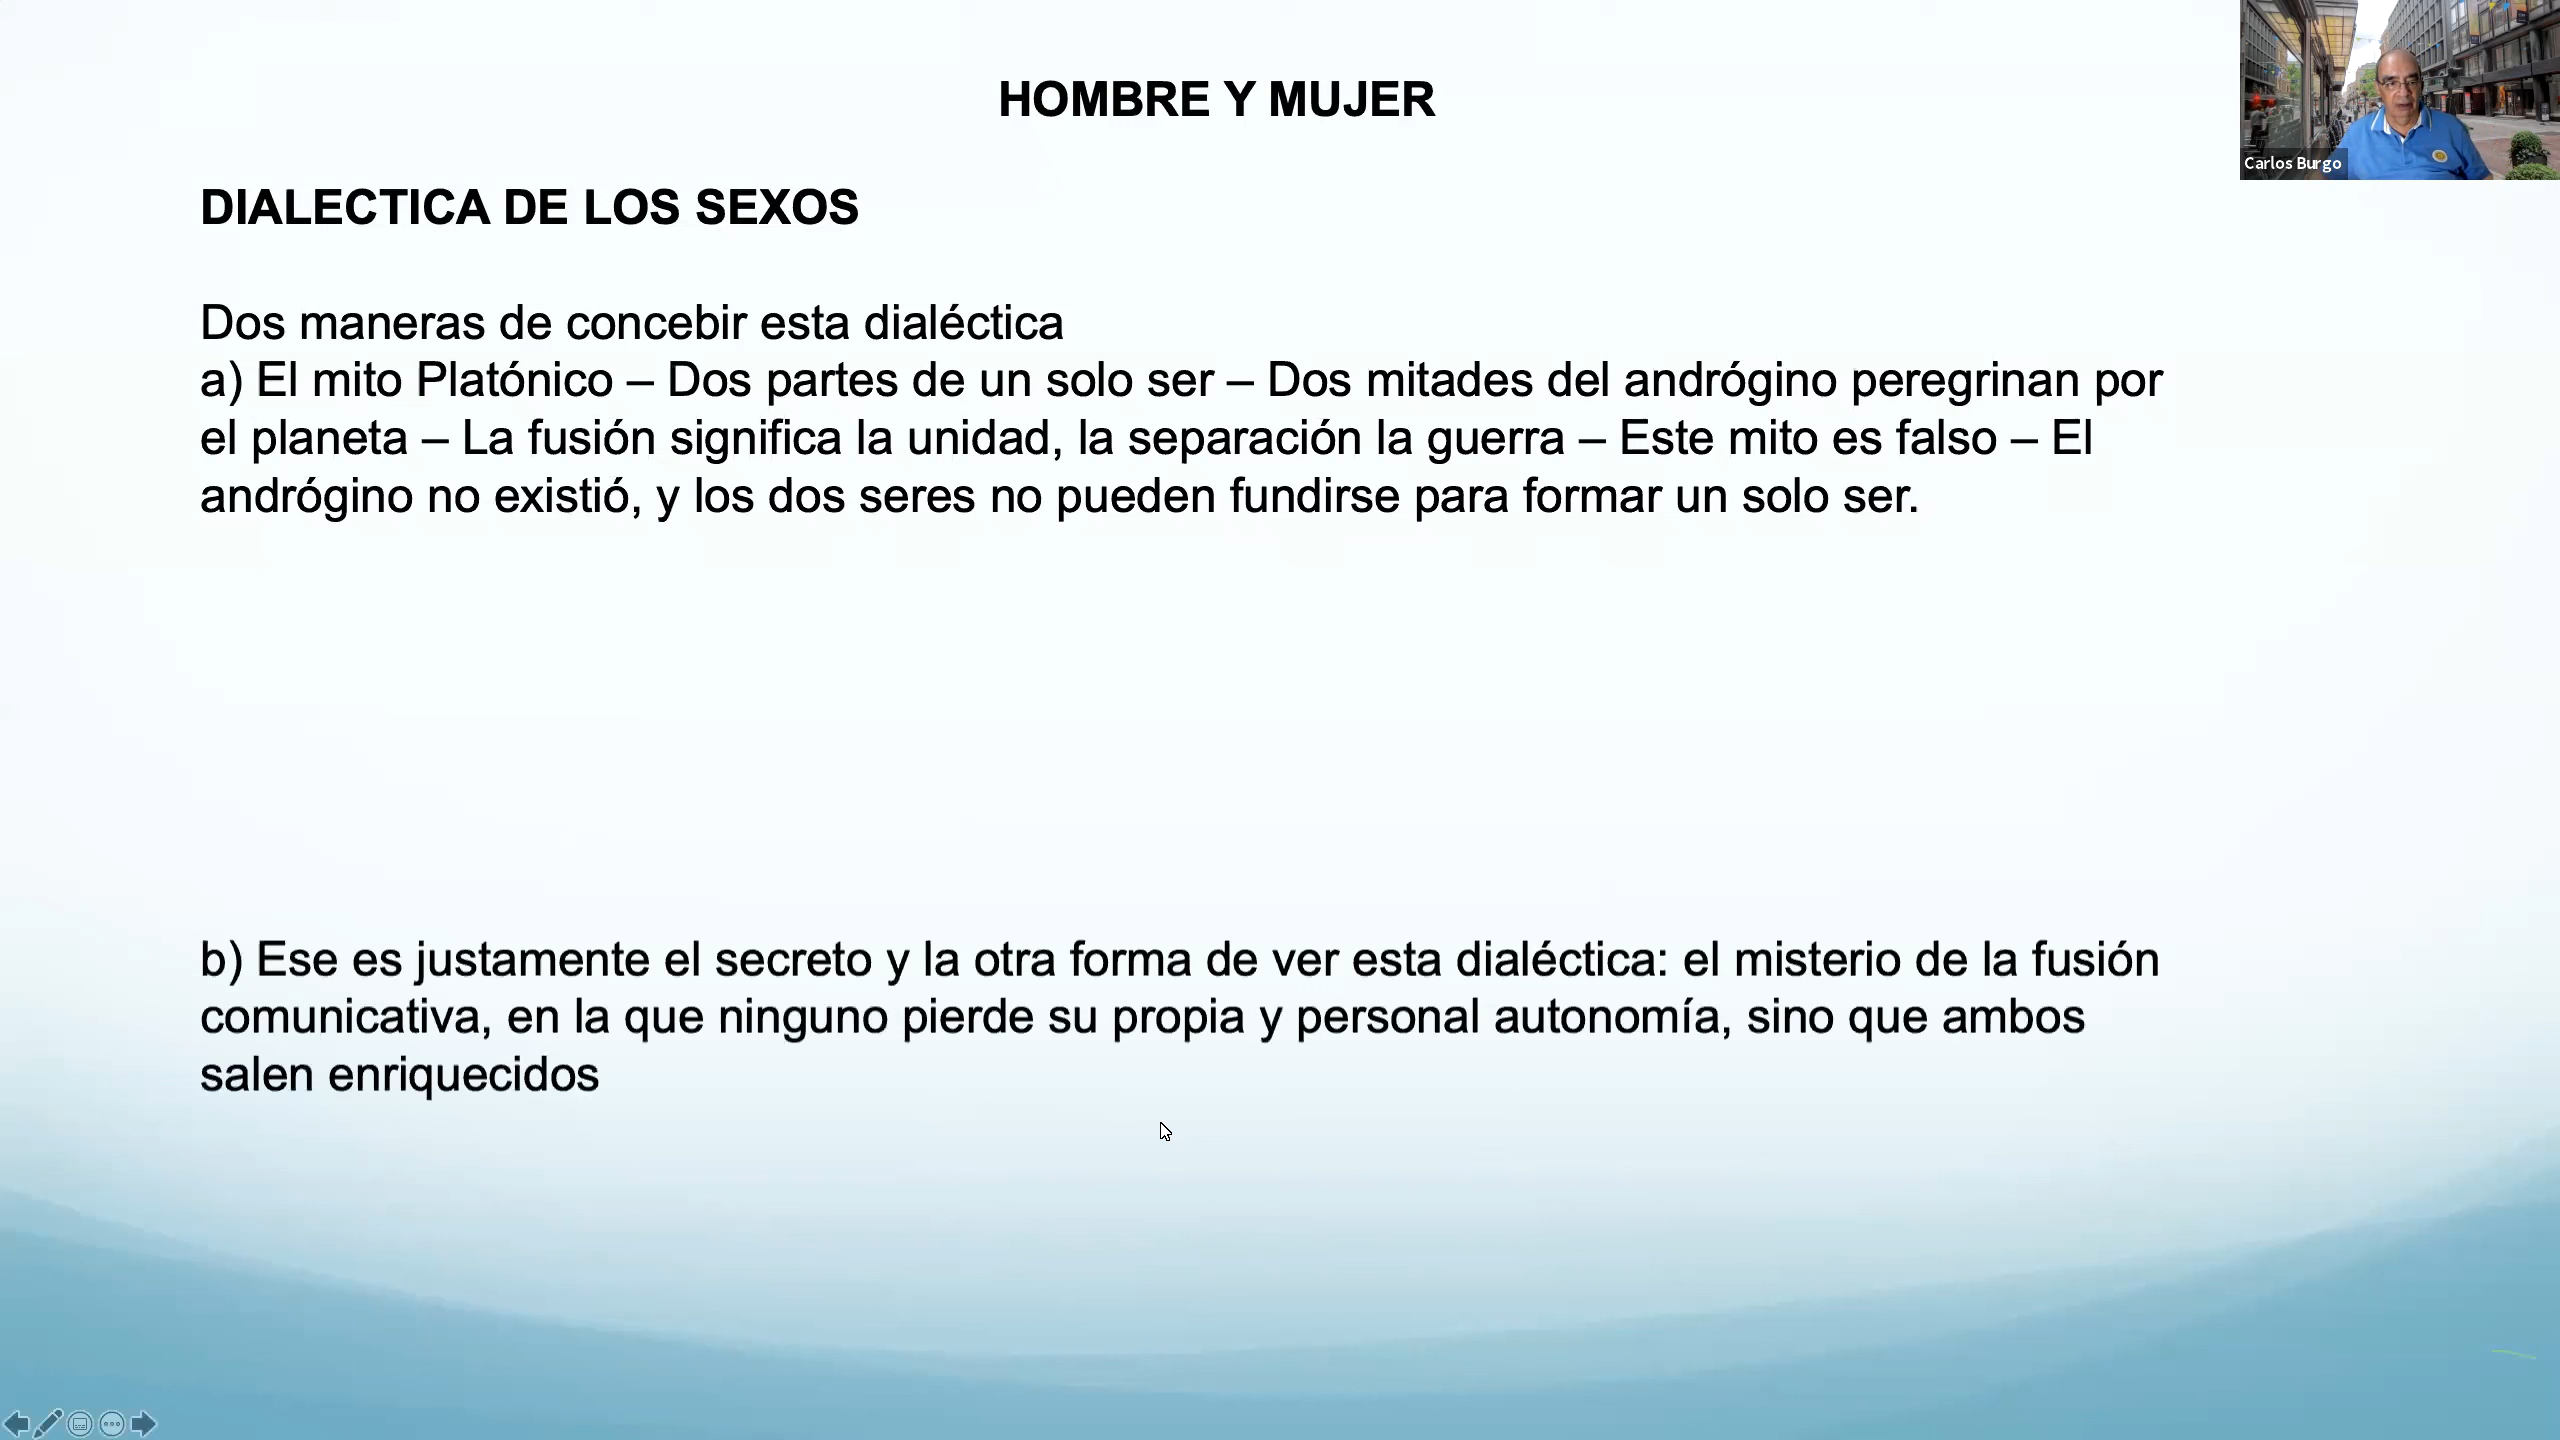 HOMBRE Y MUJER
Carlos Burgo
DIALECTICA DE LOS SEXOS
Dos maneras de concebir esta dialéctica
a) El mito Platónico – Dos partes de un solo ser – Dos mitades del andrógino peregrinan por
el planeta – La fusión significa la unidad, la separación la guerra – Este mito es falso – El
andrógino no existió, y los dos seres no pueden fundirse para formar un solo ser.
b) Ese es justamente el secreto y la otra forma de ver esta dialéctica: el misterio de la fusión
comunicativa, en la que ninguno pierde su propia y personal autonomía, sino que ambos
salen enriquecidos